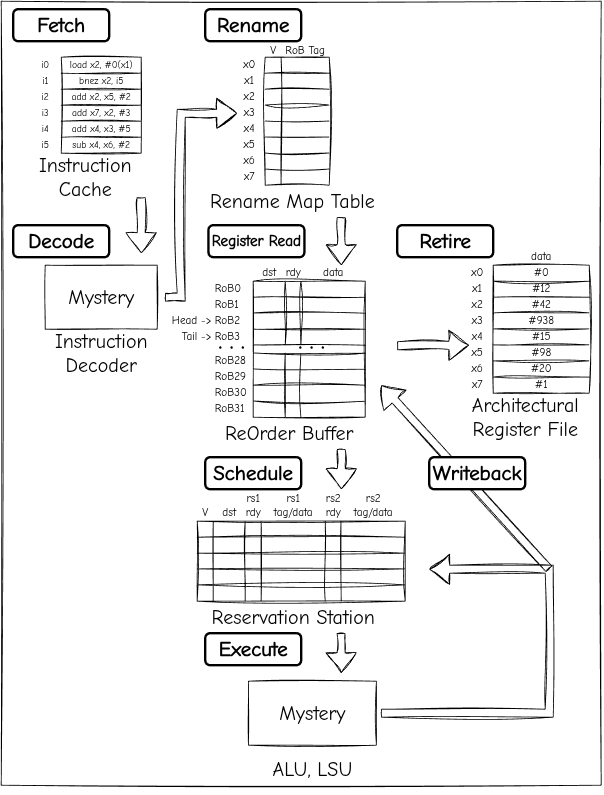 Fetch
i0 load x2, #0(x1)
i1 bnez x2, i5
i2 add x2, x5, #2
i3 add x7, x2, #3
i4 add x4, x3, #5
i5 sub x4, x6, #2
Instruction
Cache
Rename
V RoB Tag
x0
x1
x2
x3
x4
x5
x6
x7
Rename Map Table
Decode
Mystery
Instruction
Decoder
Register Read
dst rdy data
RoB0
RoB1
Head -> RoB2
Tail -> RoB3
• • • • • •
RoB28
RoB29
RoB30
RoB31
ReOrder Buffer
Retire
data
x0 #0
x1 #12
x2 #42
x3 #938
x4 #15
x5 #98
x6 #20
x7 #1
Architectural
Register File
Schedule
Writeback
rs1 rs1 rs2 rs2
V dst rdy tag/data rdy tag/data
Reservation Station
Execute
Mystery
ALU, LSU